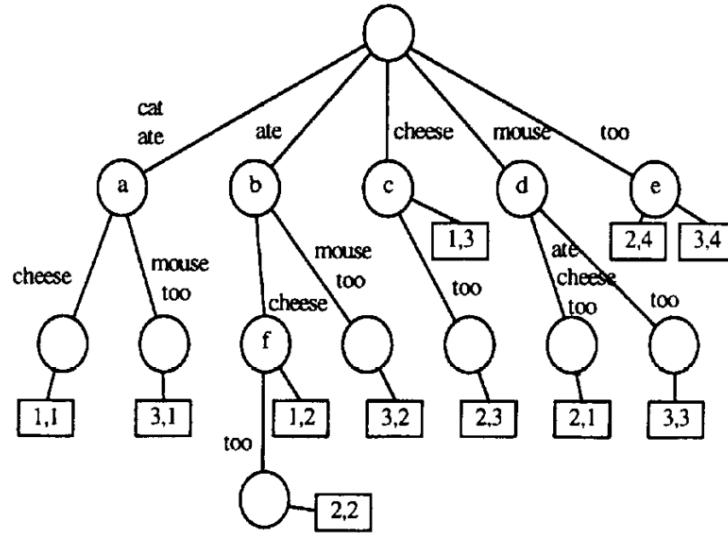 cat
ate
ate
cheese
mouse
too
a
b
c
d
e
1,3
2,4
3,4
cheese
mouse
too
mouse
too
cheese
too
ate
cheese
too
too
f
1,1
3,1
1,2
3,2
2,3
2,1
3,3
too
2,2